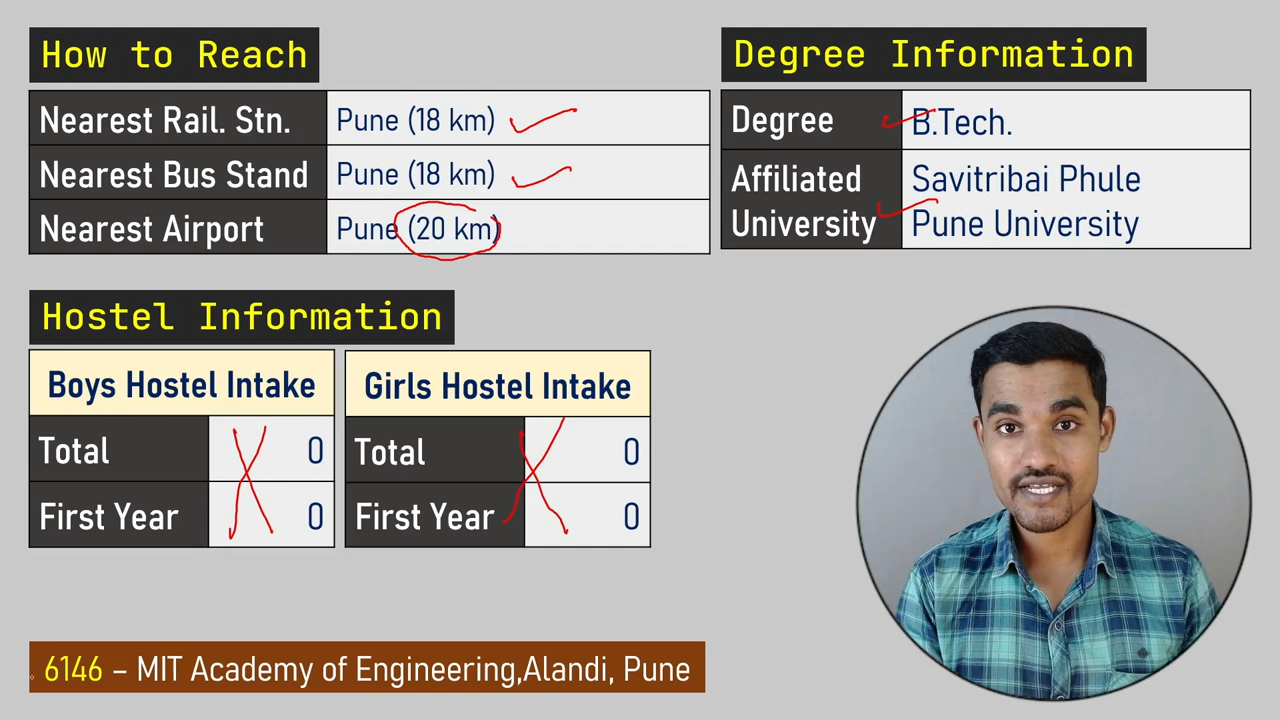 How to Reach
Nearest Rail. Stn. Pune (18 km)
Nearest Bus Stand Pune (18 km)
Nearest Airport Pune (20 km)
Degree Information
Degree B.Tech.
Affiliated Savitribai Phule
University Pune University
Hostel Information
Boys Hostel Intake
Total 0
First Year 0
Girls Hostel Intake
Total 0
First Year 0
6146 – MIT Academy of Engineering,Alandi, Pune